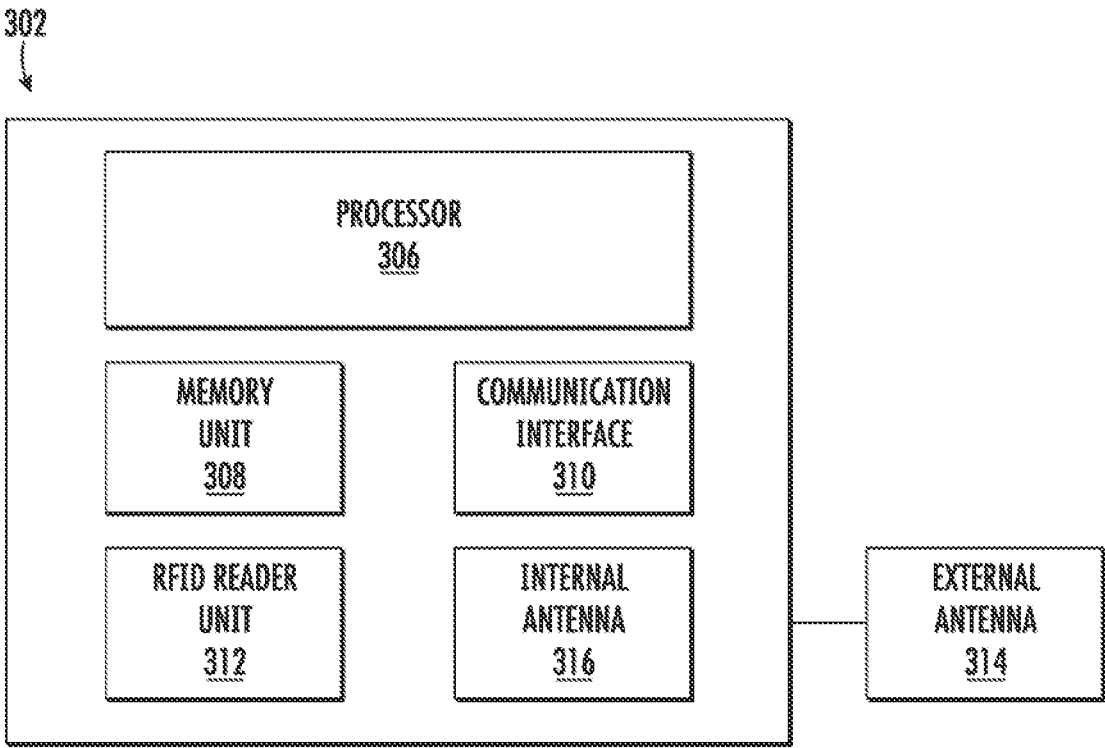 302
PROCESSOR
306
MEMORY
UNIT
308
COMMUNICATION
INTERFACE
310
RFID READER
UNIT
312
INTERNAL
ANTENNA
316
EXTERNAL
ANTENNA
314